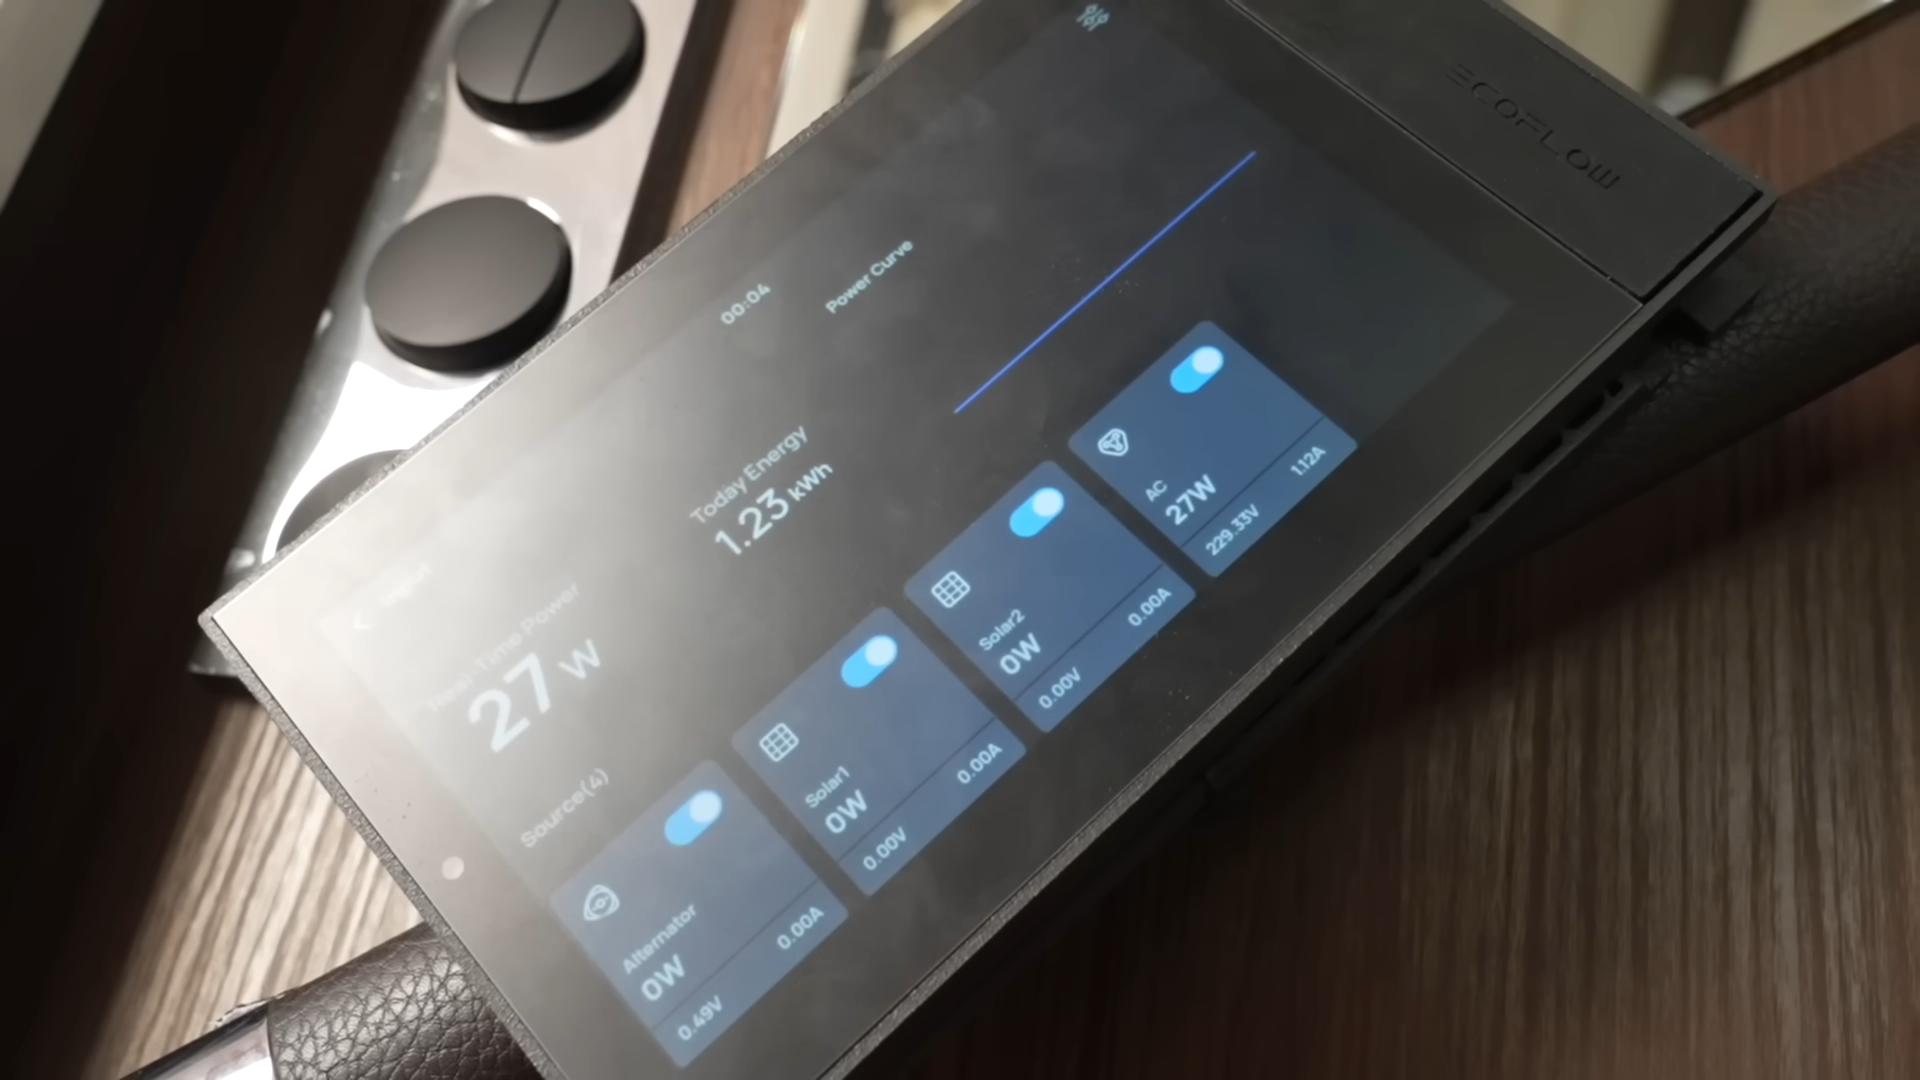 ECOFLOW
00:04
Input
Real-Time Power
27 W
Today Energy
1.23 kWh
Power Curve
Source(4)
Alternator
0W
0.49V 0.00A
Solar1
0W
0.00V 0.00A
Solar2
0W
0.00V 0.00A
AC
27W
229.33V 1.12A